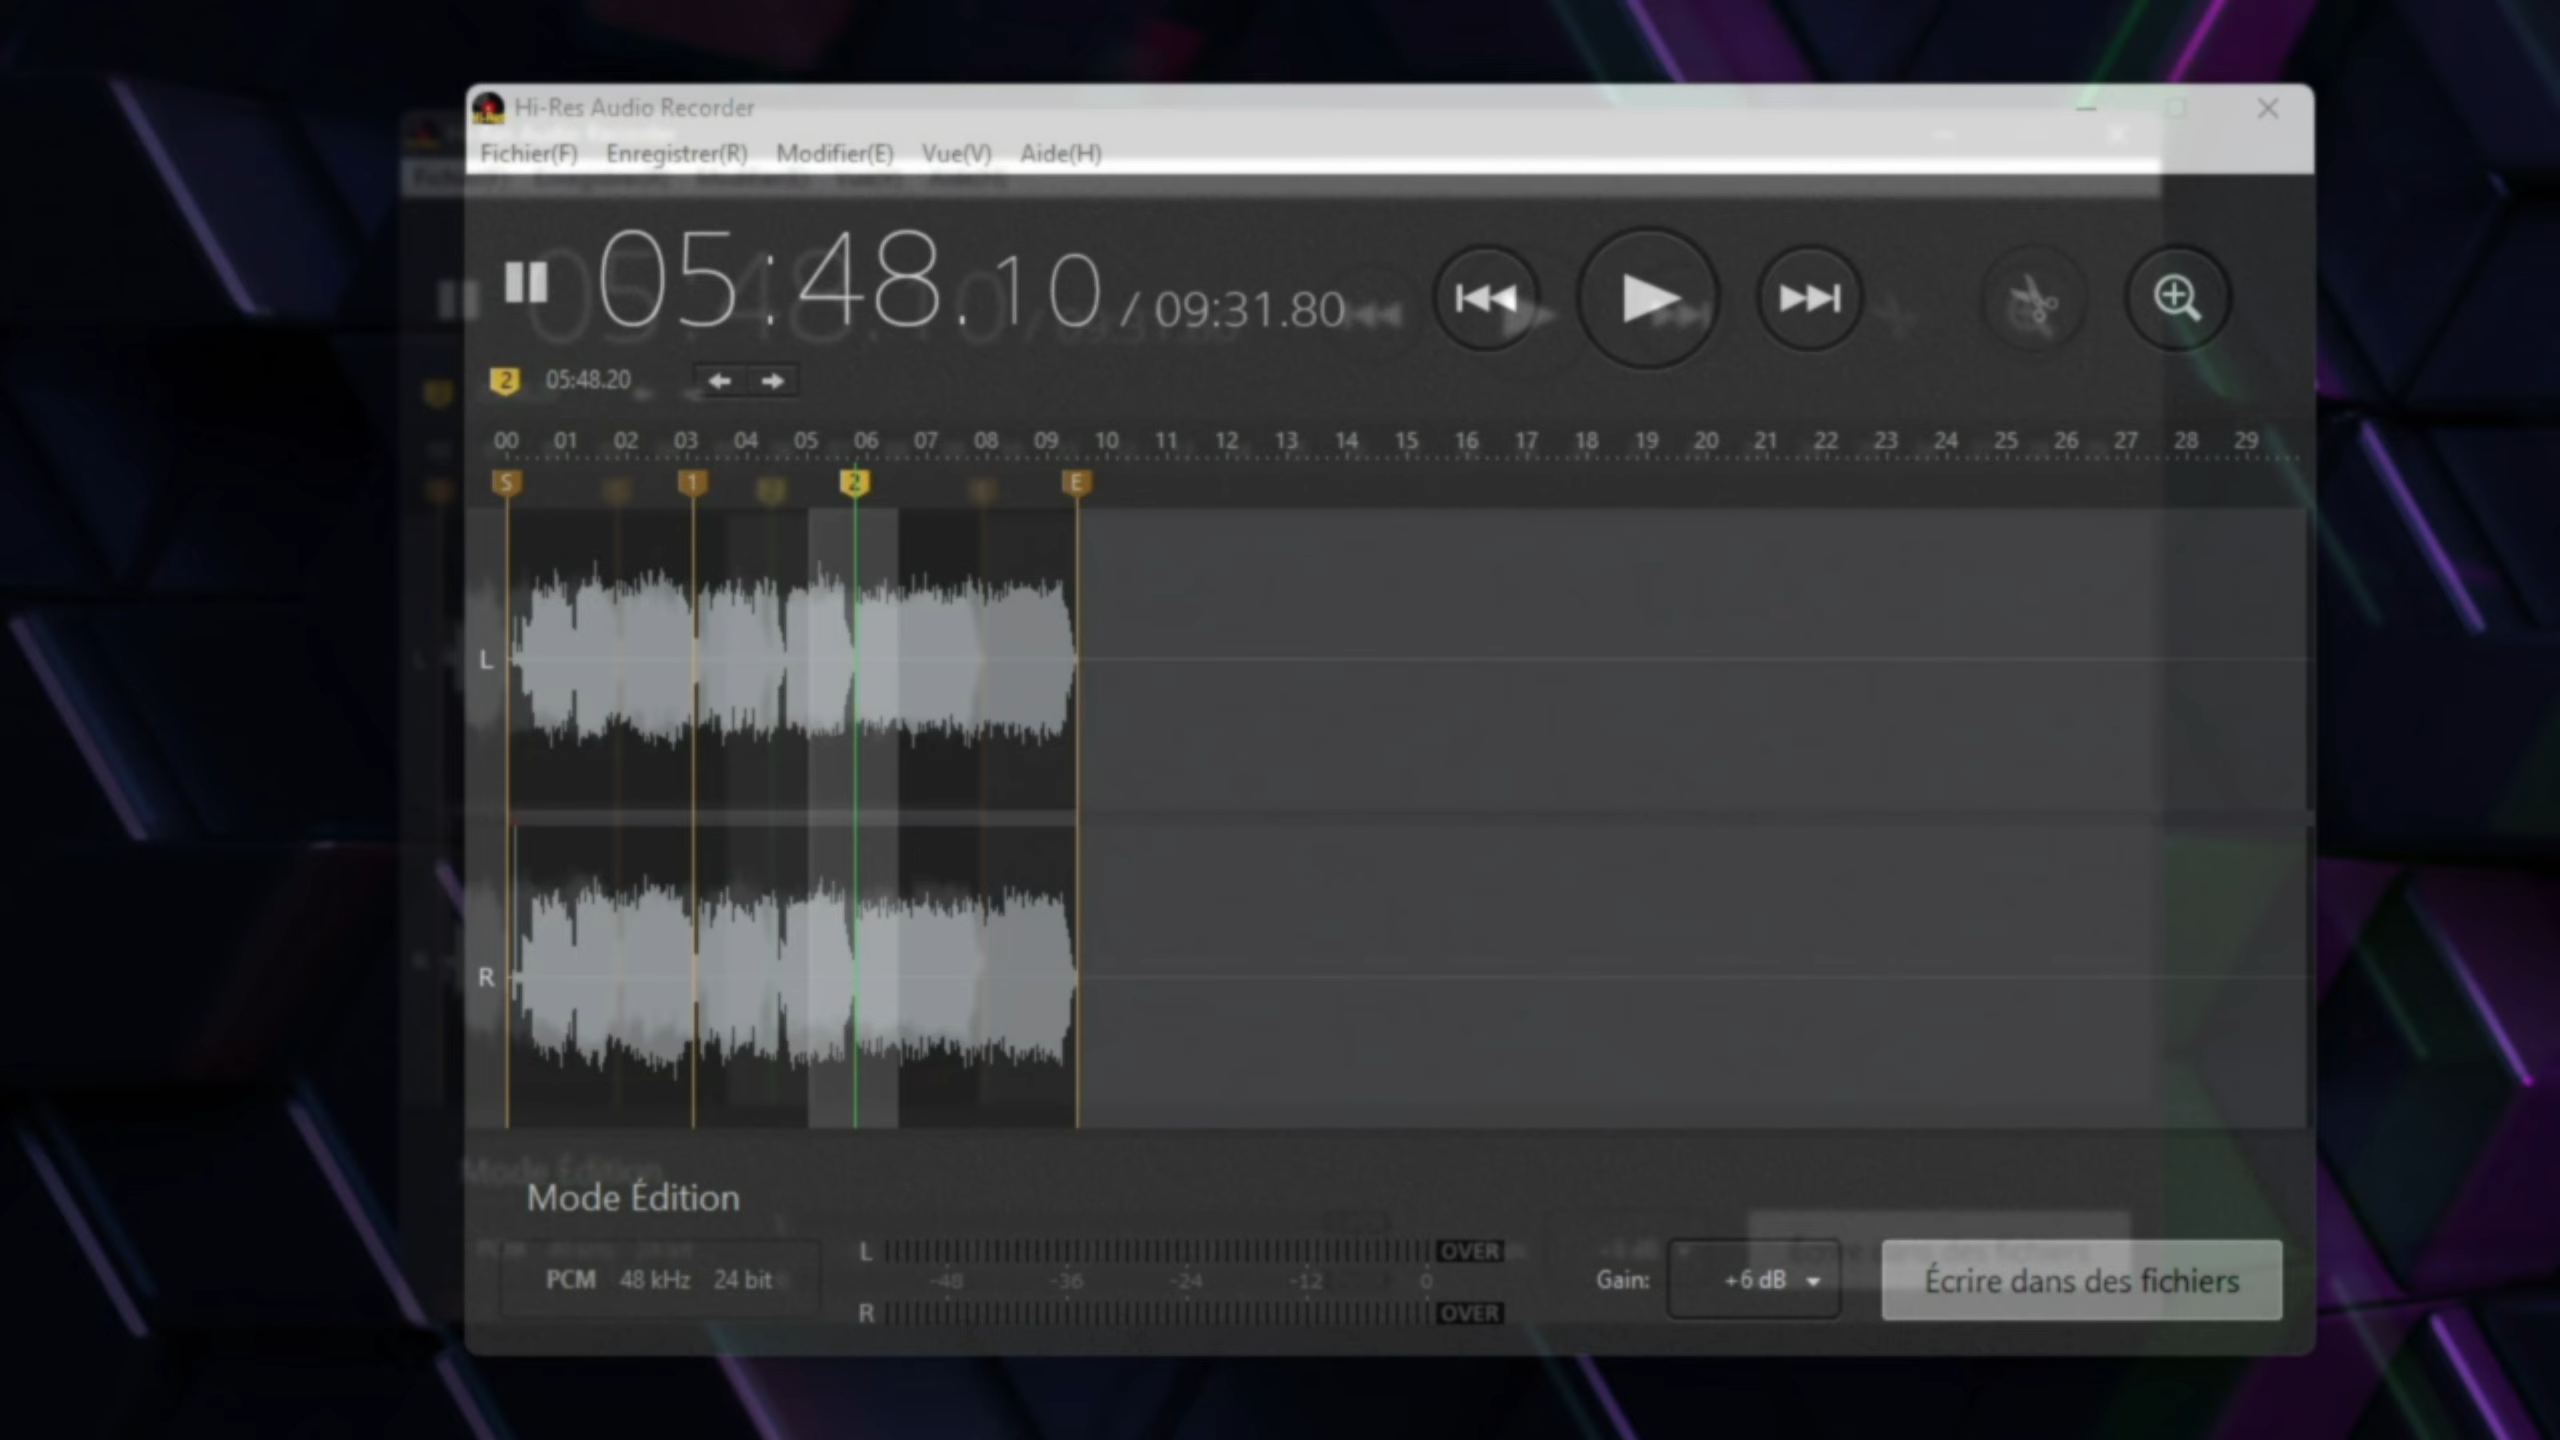 Hi-Res Audio Recorder
Fichier(F) Enregistrer(R) Modifier(E) Vue(V) Aide(H)
05:48.10 / 09:31.80
2 05:48.20
00 01 02 03 04 05 06 07 08 09 10 11 12 13 14 15 16 17 18 19 20 21 22 23 24 25 26 27 28 29
S 1 2 E
L
R
Mode Édition
PCM 48 kHz 24 bit
L OVER
-48 -36 -24 -12 0
R OVER
Gain: +6 dB
Écrire dans des fichiers